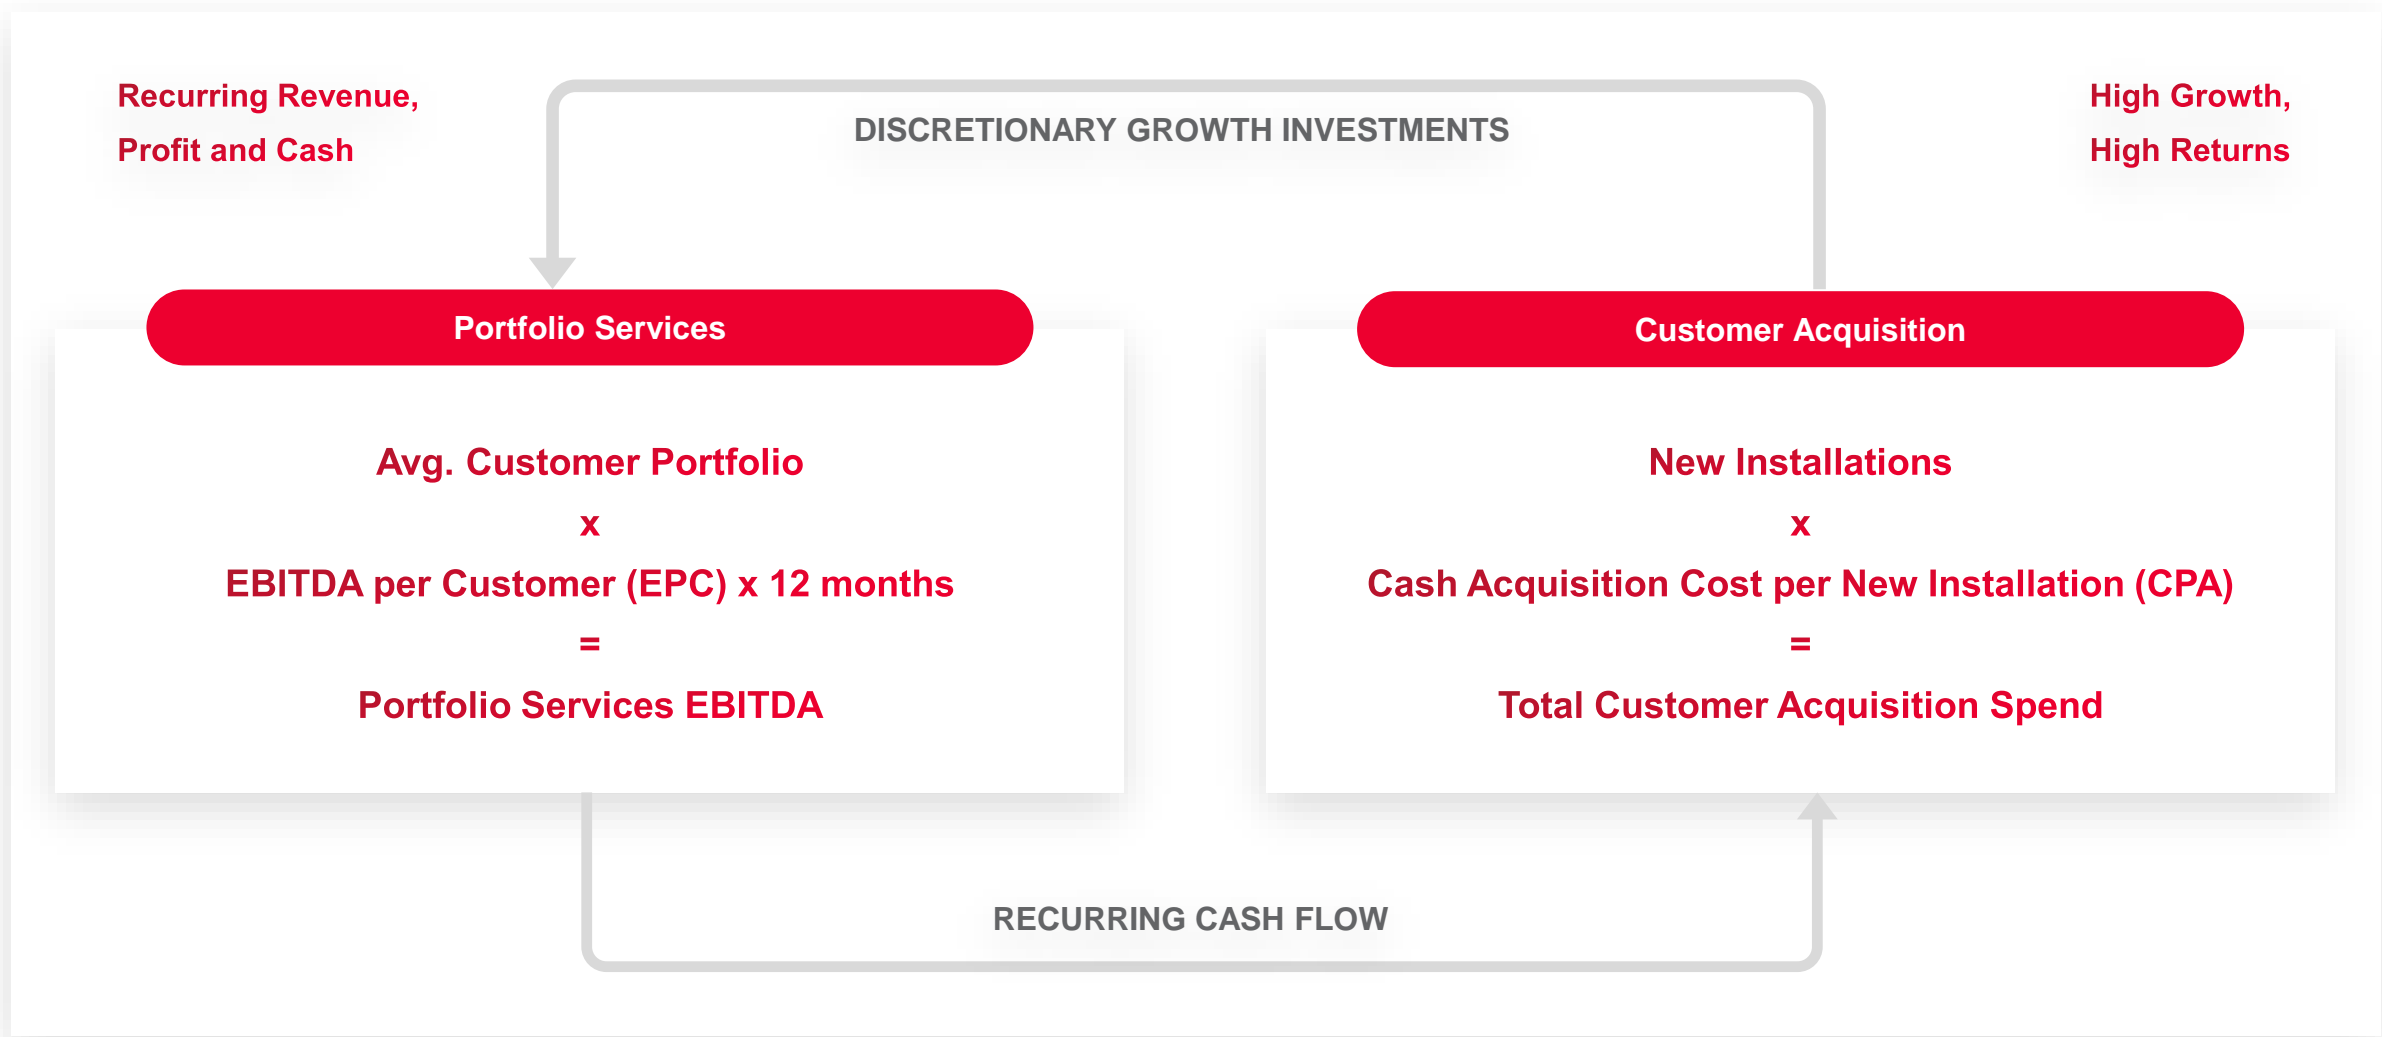 Recurring Revenue,
Profit and Cash
DISCRETIONARY GROWTH INVESTMENTS
High Growth,
High Returns
Portfolio Services
Avg. Customer Portfolio
x
EBITDA per Customer (EPC) x 12 months
=
Portfolio Services EBITDA
Customer Acquisition
New Installations
x
Cash Acquisition Cost per New Installation (CPA)
=
Total Customer Acquisition Spend
RECURRING CASH FLOW